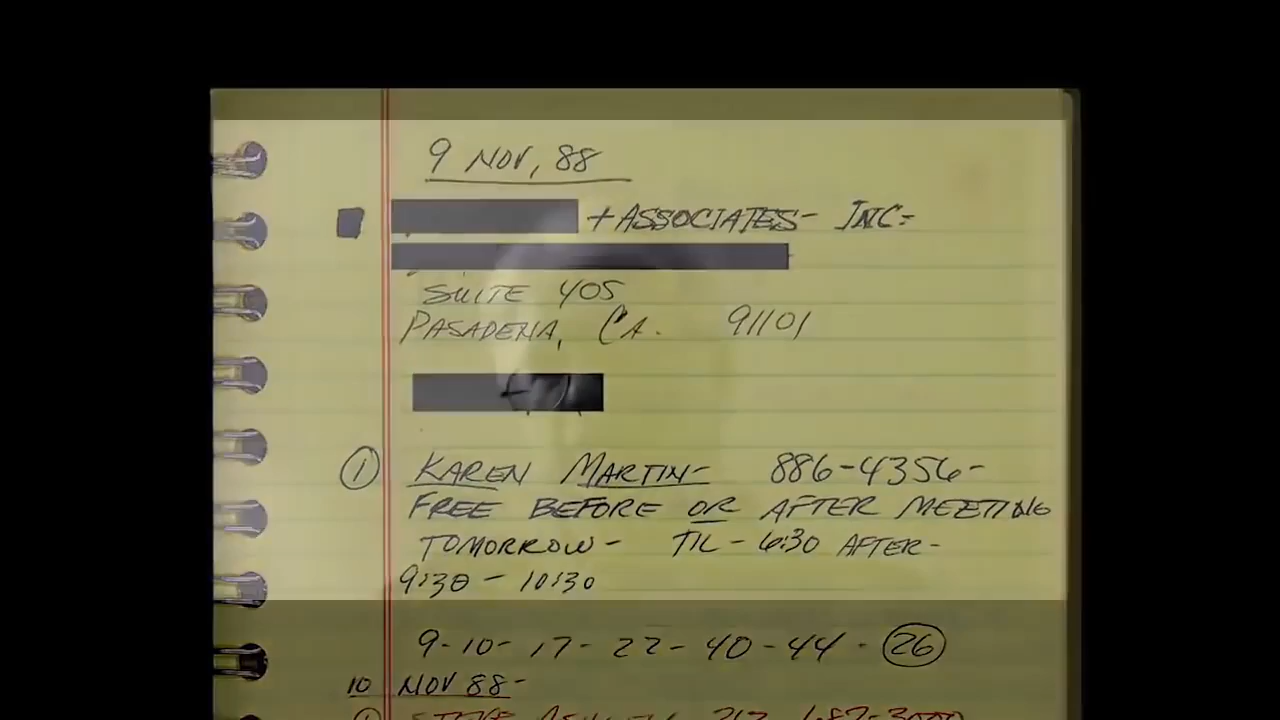 9 NOV, 88
+ ASSOCIATES- INC-
SUITE 405
PASADENA, CA. 91101
① KAREN MARTIN- 886-4356-
FREE BEFORE OR AFTER MEETING
TOMORROW- TIL- 6:30 AFTER-
9:30 - 10:30
9-10-17-22-40-44- 26
10 NOV 88-